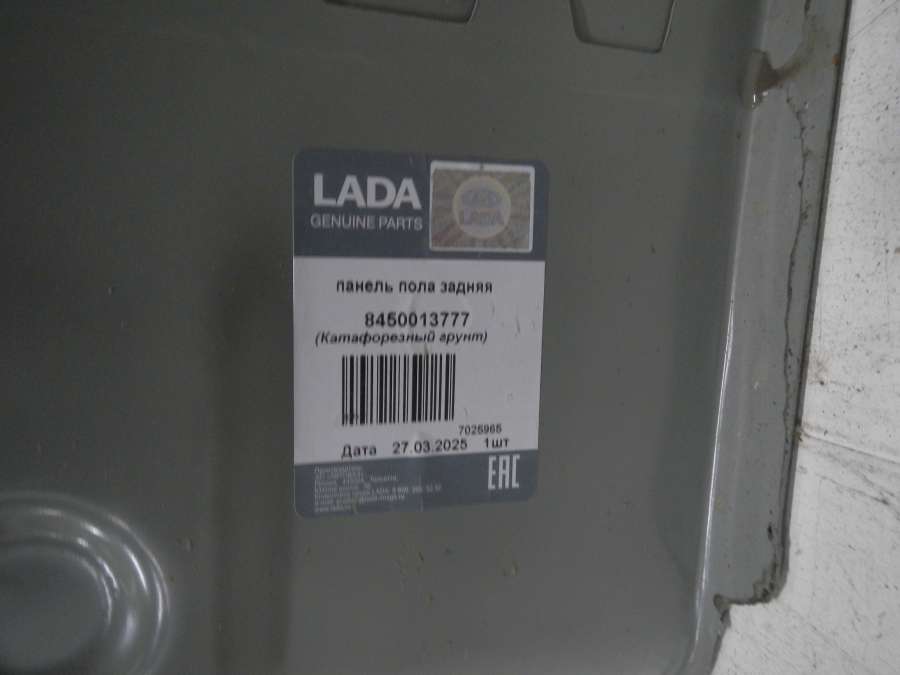 LADA
GENUINE PARTS
LADA
панель пола задняя
8450013777
(Катафорезный грунт)
7025965
Дата 27.03.2025 1шт
EAC